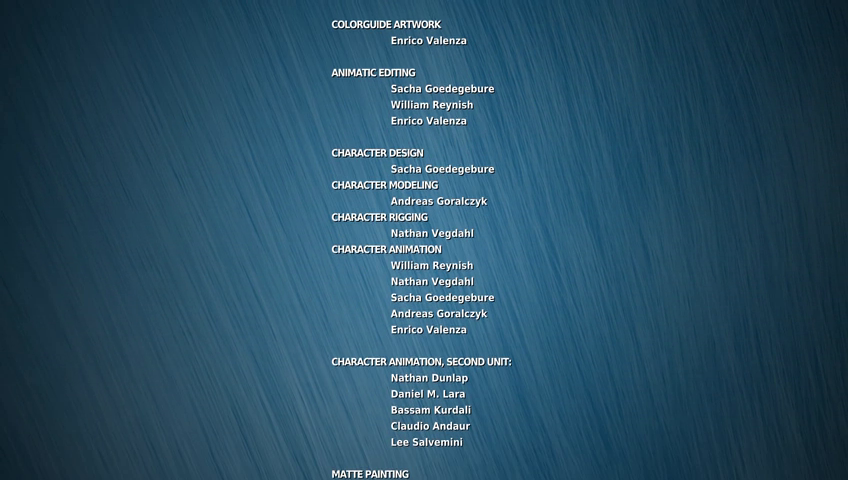 COLORGUIDE ARTWORK
Enrico Valenza
ANIMATIC EDITING
Sacha Goedegebure
William Reynish
Enrico Valenza
CHARACTER DESIGN
Sacha Goedegebure
CHARACTER MODELING
Andreas Goralczyk
CHARACTER RIGGING
Nathan Vegdahl
CHARACTER ANIMATION
William Reynish
Nathan Vegdahl
Sacha Goedegebure
Andreas Goralczyk
Enrico Valenza
CHARACTER ANIMATION, SECOND UNIT:
Nathan Dunlap
Daniel M. Lara
Bassam Kurdali
Claudio Andaur
Lee Salvemini
MATTE PAINTING